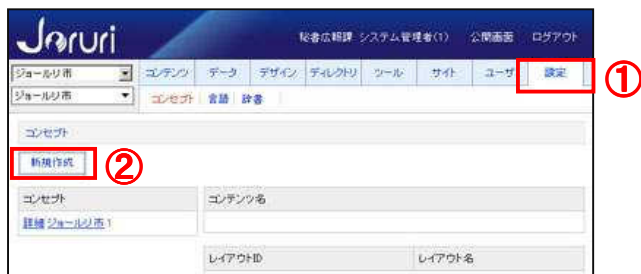 Joruri 秘書広報課 システム管理者(1) 公開画面 ログアウト
ジョールリ市 コンテンツ データ デザイン ディレクトリ ツール サイト ユーザ 設定 ①
ジョールリ市 コンセプト 言語 辞書
コンセプト
新規作成 ②
コンセプト コンテンツ名
詳細 ジョールリ市 1
レイアウトID レイアウト名